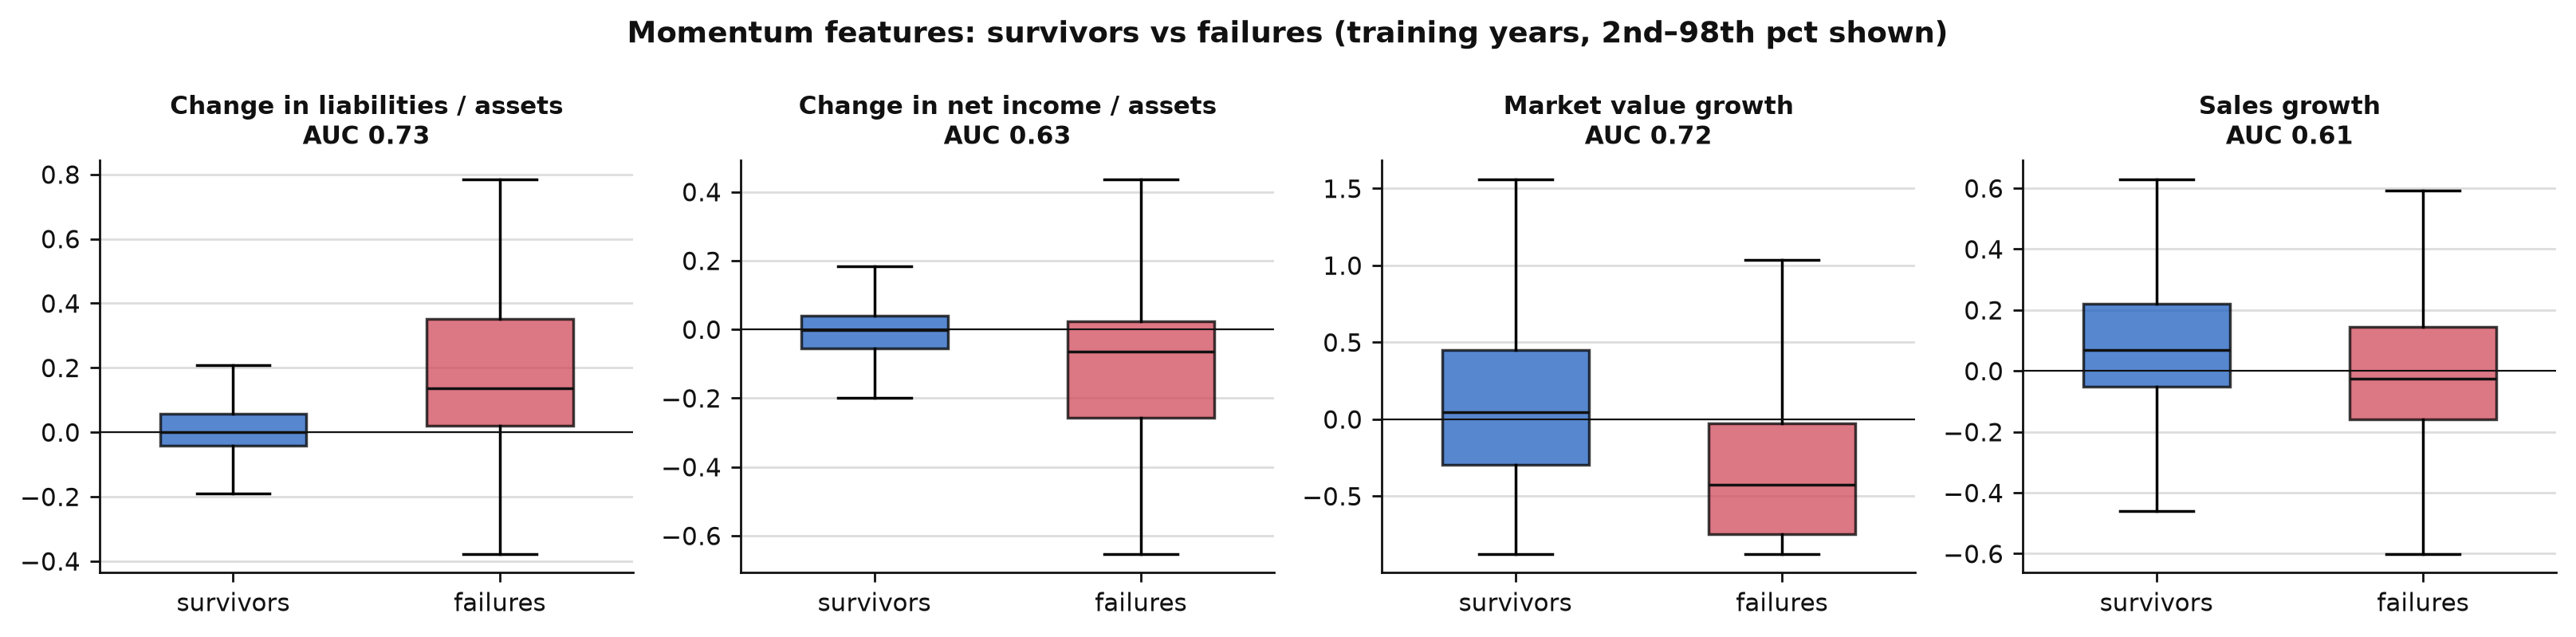 Momentum features: survivors vs failures (training years, 2nd–98th pct shown)
Change in liabilities / assets
AUC 0.73
0.8
0.6
0.4
0.2
0.0
−0.2
−0.4
survivors
failures
Change in net income / assets
AUC 0.63
0.4
0.2
0.0
−0.2
−0.4
−0.6
survivors
failures
Market value growth
AUC 0.72
1.5
1.0
0.5
0.0
−0.5
survivors
failures
Sales growth
AUC 0.61
0.6
0.4
0.2
0.0
−0.2
−0.4
−0.6
survivors
failures